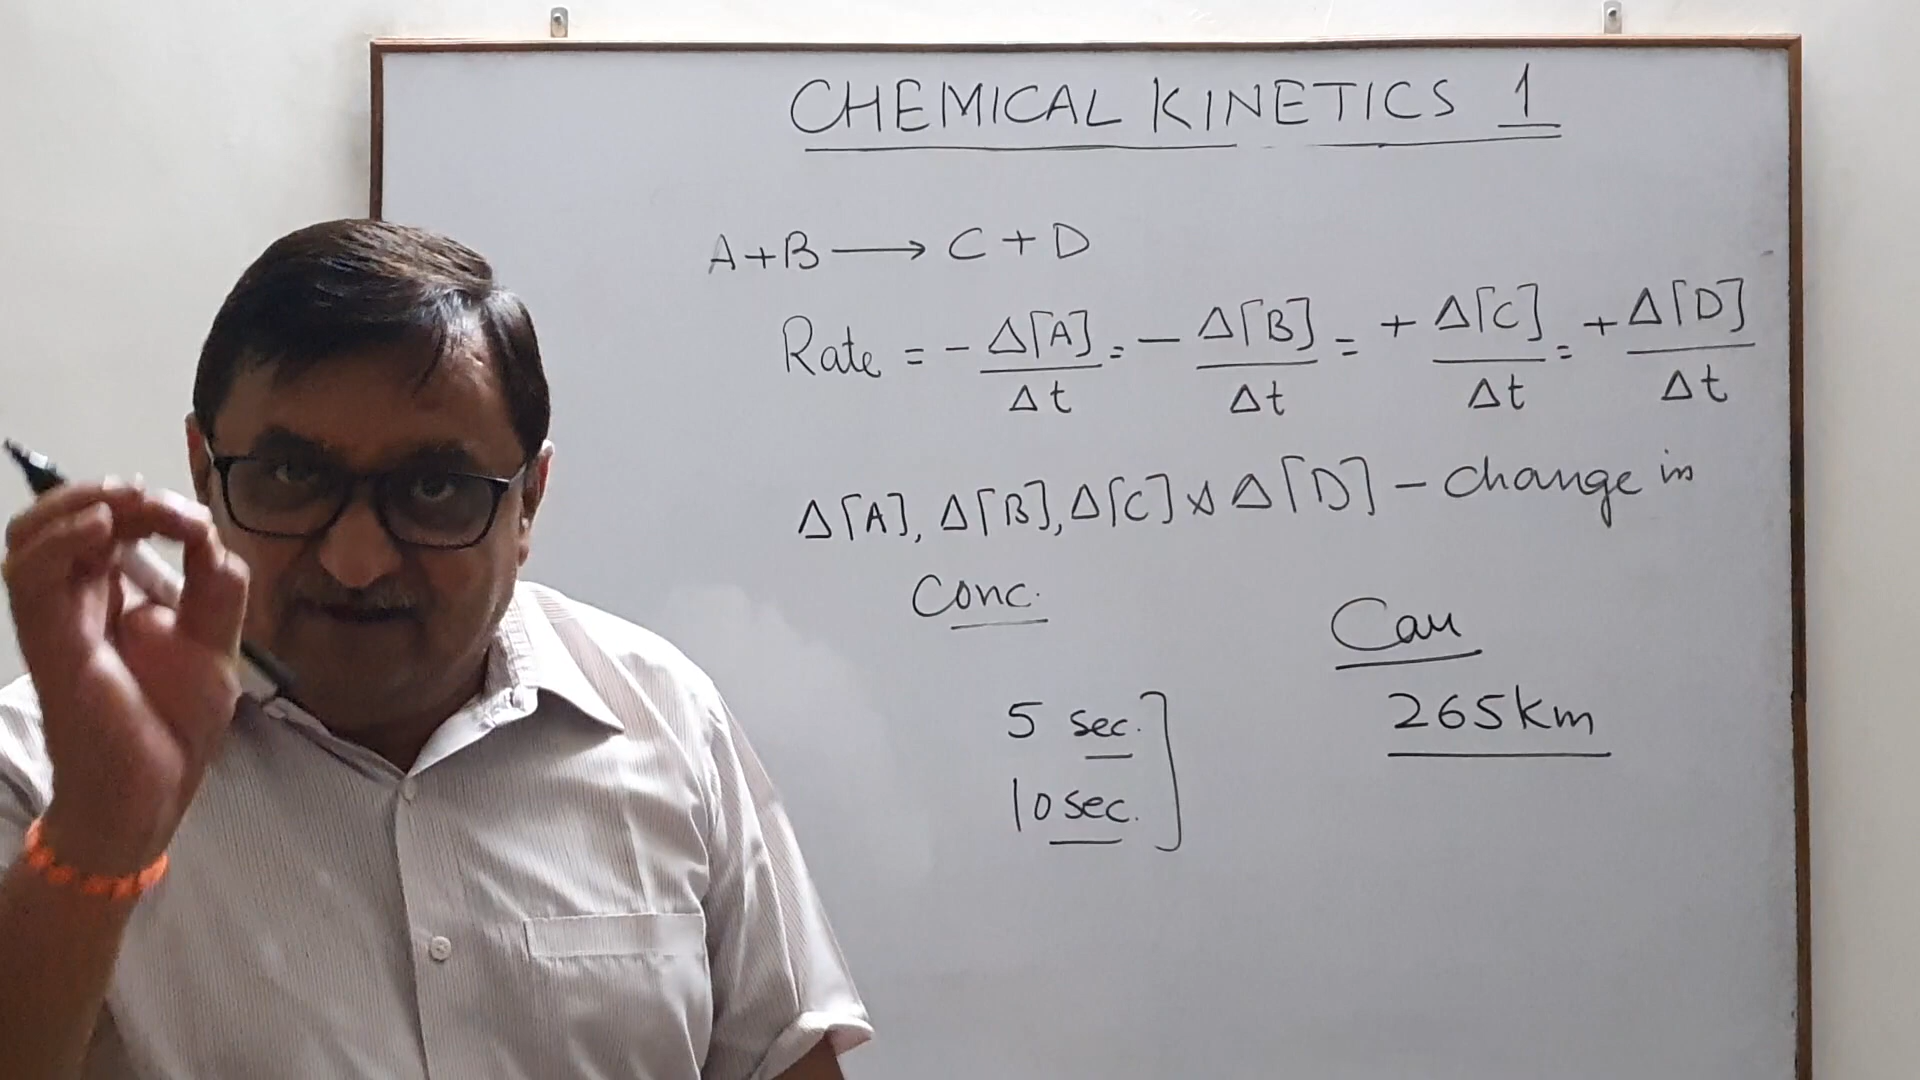 CHEMICAL KINETICS 1
A+B ⟶ C+D
Rate = - Δ[A]/Δt = - Δ[B]/Δt = + Δ[C]/Δt = + Δ[D]/Δt
Δ[A], Δ[B], Δ[C] & Δ[D] - change in
Conc.
Car
5 sec.
265km
10 sec.